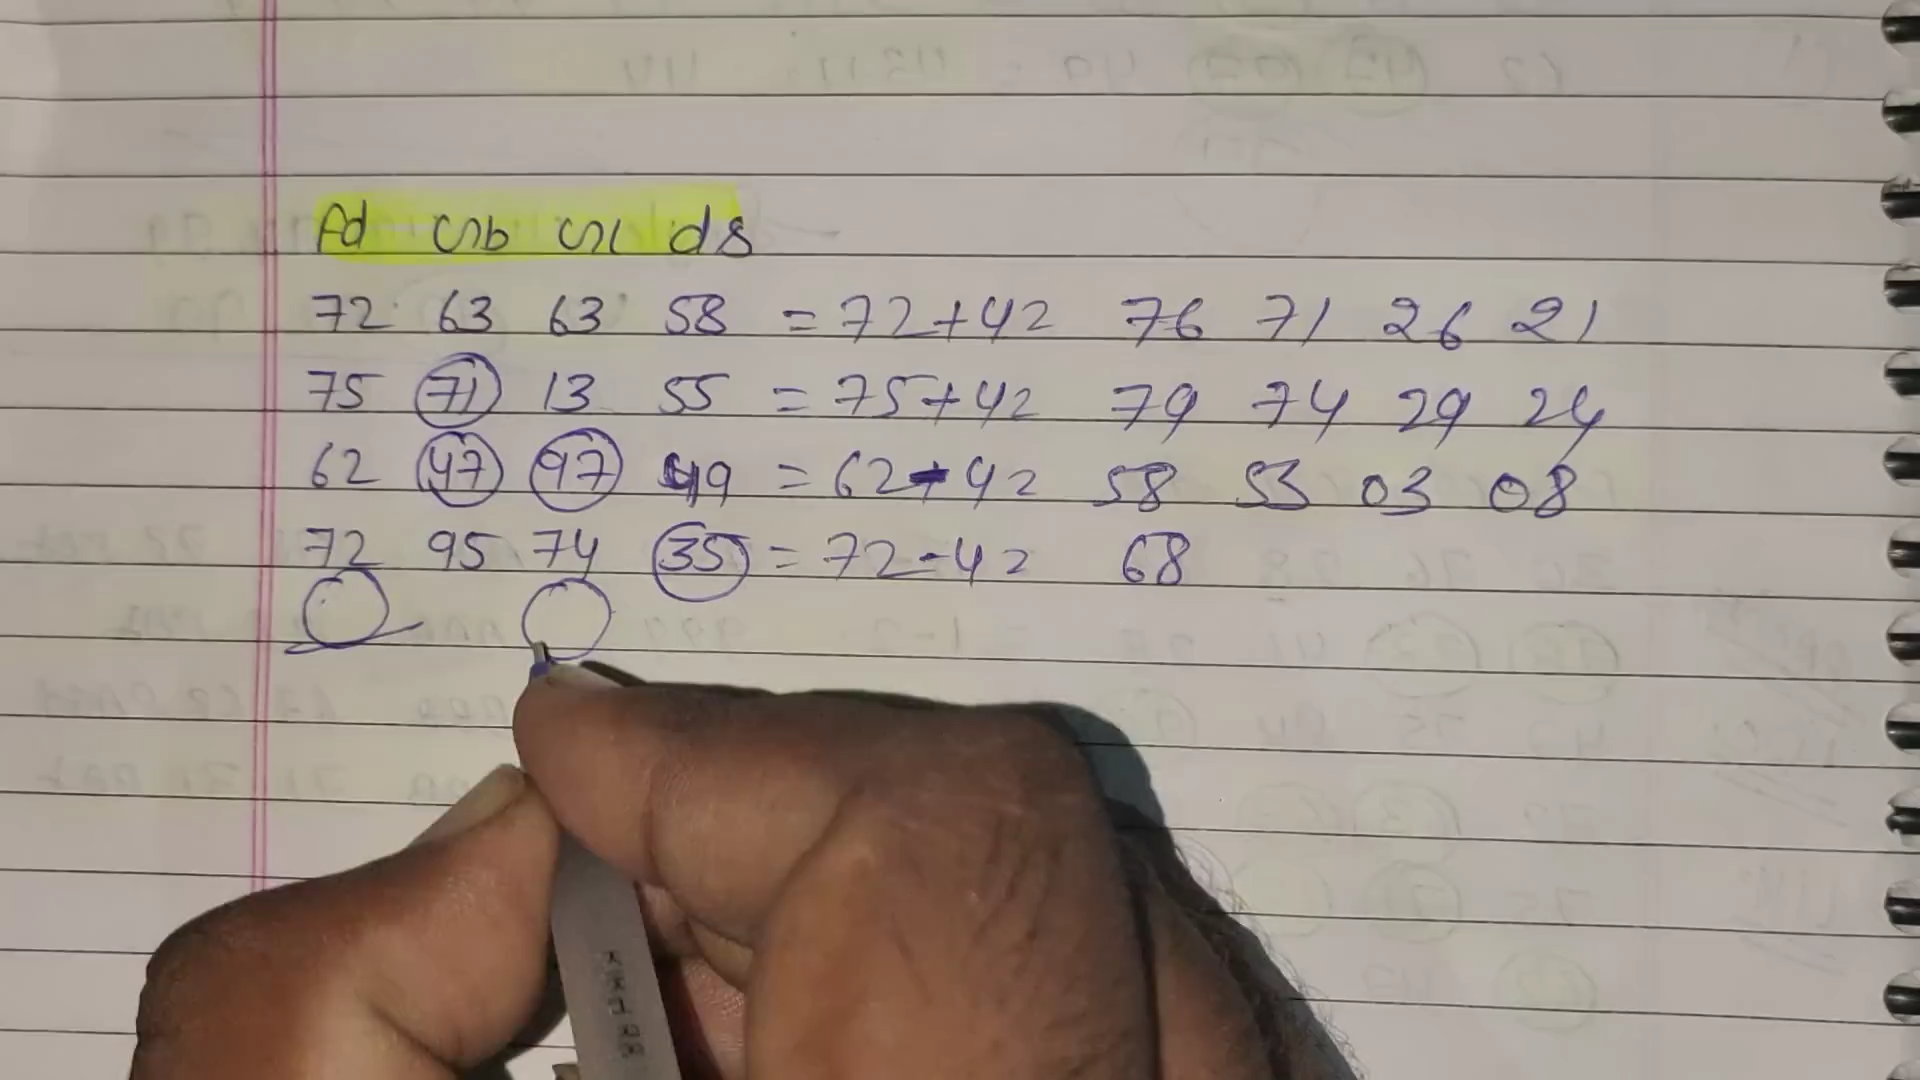 Fd Gb Gl ds
72 63 63 58 = 72+42 76 71 26 21
75 71 13 55 = 75+42 79 74 29 24
62 47 97 49 = 62-42 58 53 03 08
72 95 74 35 = 72-42 68